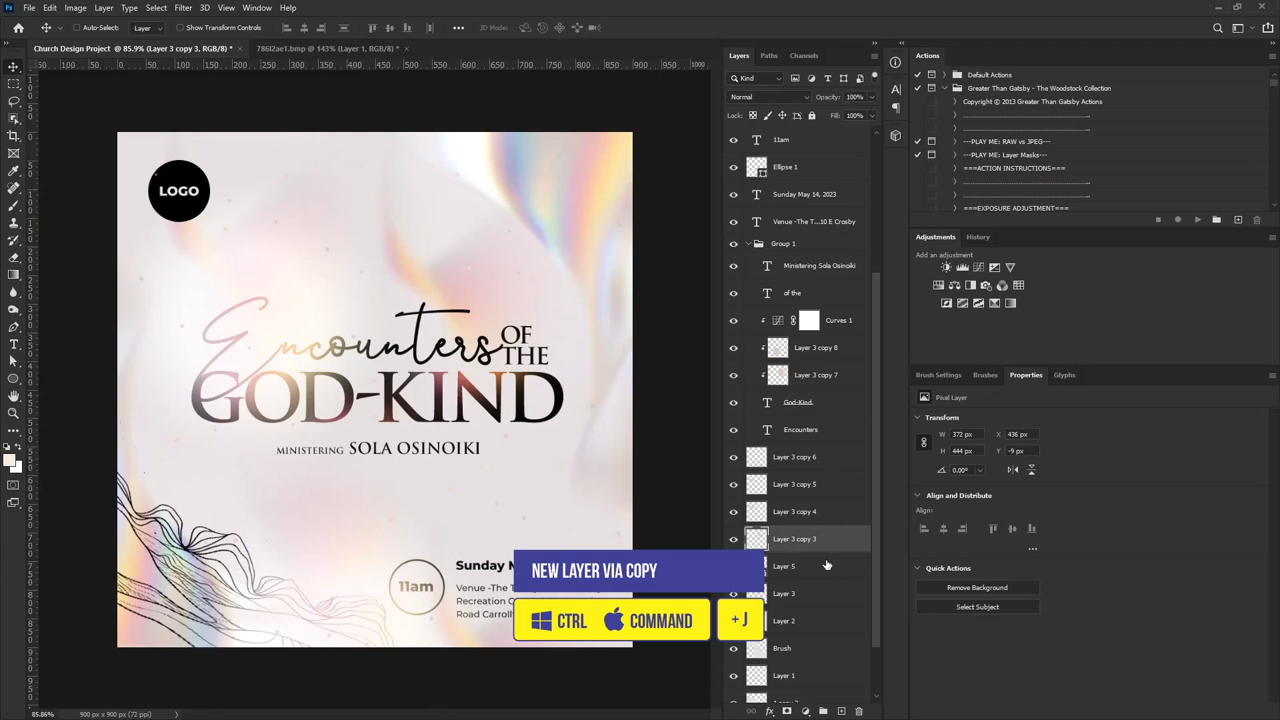 Ps File Edit Image Layer Type Select Filter 3D View Window Help
Auto-Select: Layer Show Transform Controls 3D Mode:
Church Design Project @ 85.9% (Layer 3 copy 3, RGB/8) * × 786l2ae1.bmp @ 143% (Layer 1, RGB/8) * ×
LOGO
Encounters OF THE
GOD-KIND
MINISTERING SOLA OSINOIKI
11am
Sunday M
Venue -The T
Recreation C
Road Carroll
NEW LAYER VIA COPY
CTRL COMMAND + J
85.86% 900 px x 900 px (72 ppi)
Layers Paths Channels
Kind
Normal Opacity: 100%
Lock: Fill: 100%
11am
Ellipse 1
Sunday May 14, 2023
Venue -The T...10 E Crosby
Group 1
Ministering Sola Osinoiki
of the
Curves 1
Layer 3 copy 8
Layer 3 copy 7
God-Kind
Encounters
Layer 3 copy 6
Layer 3 copy 5
Layer 3 copy 4
Layer 3 copy 3
Layer 5
Layer 3
Layer 2
Brush
Layer 1
Actions
Default Actions
Greater Than Gatsby - The Woodstock Collection
Copyright © 2013 Greater Than Gatsby Actions
---PLAY ME: RAW vs JPEG---
---PLAY ME: Layer Masks---
===ACTION INSTRUCTIONS===
===EXPOSURE ADJUSTMENT===
Adjustments History
Add an adjustment
Brush Settings Brushes Properties Glyphs
Pixel Layer
Transform
W 372 px X 436 px
H 444 px Y -9 px
0.00°
Align and Distribute
Align:
Quick Actions
Remove Background
Select Subject